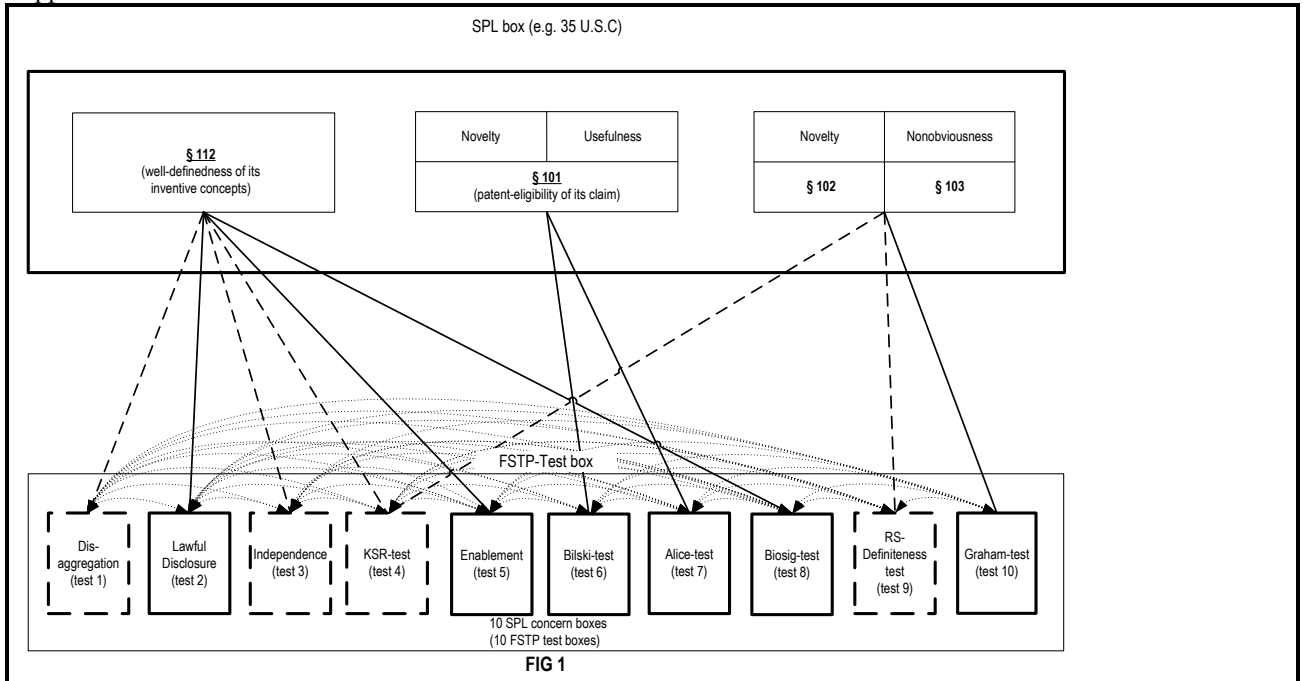 SPL box (e.g. 35 U.S.C)
§ 112
(well-definedness of its
inventive concepts)
Novelty
Usefulness
§ 101
(patent-eligibility of its claim)
Novelty
Nonobviousness
§ 102
§ 103
FSTP-Test box
Dis-
aggregation
(test 1)
Lawful
Disclosure
(test 2)
Independence
(test 3)
KSR-test
(test 4)
Enablement
(test 5)
Bilski-test
(test 6)
Alice-test
(test 7)
Biosig-test
(test 8)
RS-
Definiteness
test
(test 9)
Graham-test
(test 10)
10 SPL concern boxes
(10 FSTP test boxes)
FIG 1